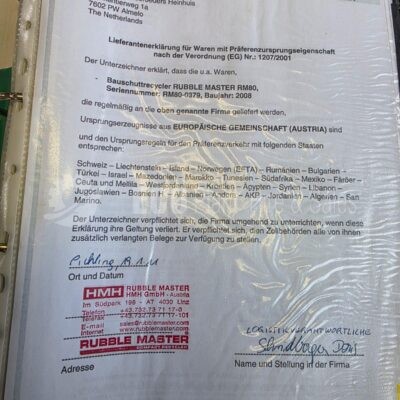 Heinhuis
7602 PW Almelo
The Netherlands
Lieferantenerklärung für Waren mit Präferenzursprungseigenschaft
nach der Verordnung (EG) Nr.: 1207/2001
Der Unterzeichner erklärt, dass die u.a. Waren,
- Bauschuttrecycler RUBBLE MASTER RM80,
Seriennummer: RM80-0379, Baujahr: 2008
die regelmäßig an die oben genannte Firma geliefert werden.
Ursprungserzeugnisse aus EUROPÄISCHE GEMEINSCHAFT (AUSTRIA) sind
und den Ursprungsregeln für den Präferenzverkehr mit folgenden Staaten
entsprechen:
Schweiz – Liechtenstein – Island – Norwegen (EFTA) – Rumänien – Bulgarien –
Türkei – Israel – Mazedonien – Marokko – Tunesien – Südafrika – Mexiko – Färöer –
Ceuta und Melilla – Westjordanland – Kroatien – Ägypten – Syrien – Libanon –
Jugoslawien – Bosnien – Albanien – Andorra – AKP – Jordanien – Algerien – San
Marino.
Der Unterzeichner verpflichtet sich, die Firma umgehend zu unterrichten, wenn diese
Erklärung ihre Geltung verliert. Er verpflichtet sich, den Zollbehörden alle von ihnen
zusätzlich verlangten Belege zur Verfügung zu stellen.
Pichling,
Ort und Datum
HMH RUBBLE MASTER
HMH GmbH - Austria
Im Südpark 196 - AT 4030 Linz
Telefon +43.732.73 71 17-0
Telefax +43.732.73 71 17-101
E-mail sales@rubblemaster.com
Internet www.rubblemaster.com
RUBBLE MASTER
COMPACT RECYCLER
LOGISTIKVERANTWORTLICHE
Adresse
Name und Stellung in der Firma